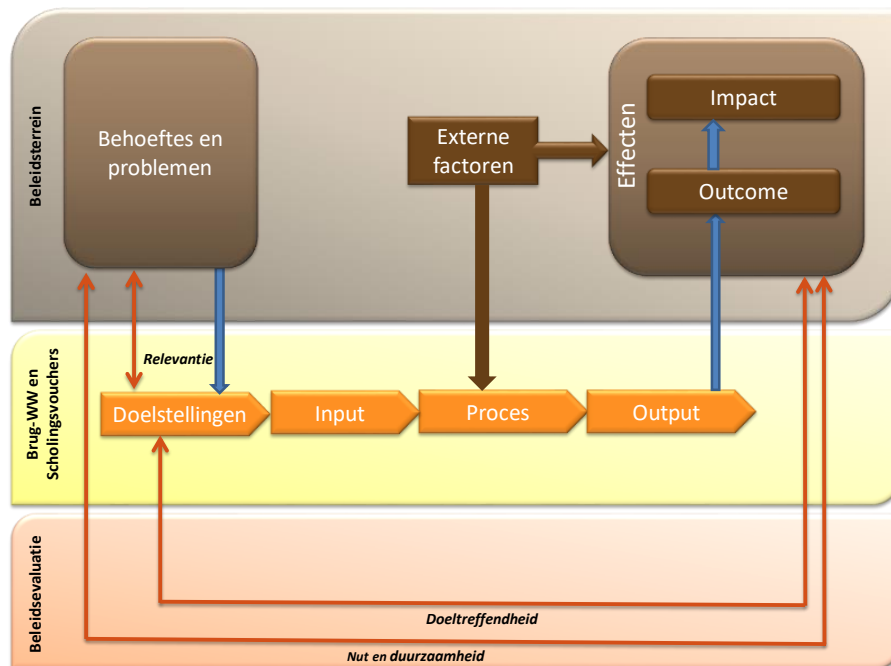 Beleidsterrein
Behoeftes en
problemen
Externe
factoren
Effecten
Impact
Outcome
Brug-WW en
Scholingsvouchers
Relevantie
Doelstellingen
Input
Proces
Output
Beleidsevaluatie
Doeltreffendheid
Nut en duurzaamheid